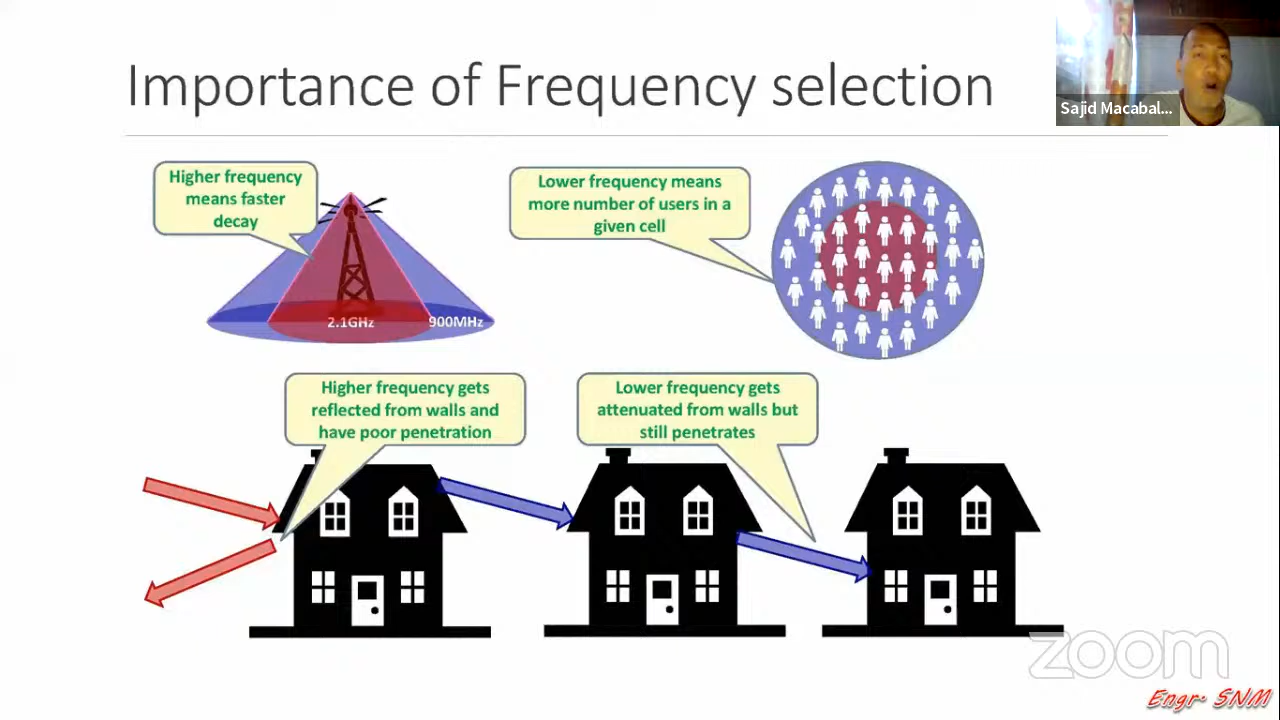 Importance of Frequency selection
Sajid Macabal...
Higher frequency
means faster
decay
2.1GHz
900MHz
Lower frequency means
more number of users in a
given cell
Higher frequency gets
reflected from walls and
have poor penetration
Lower frequency gets
attenuated from walls but
still penetrates
zoom
Engr. SNM